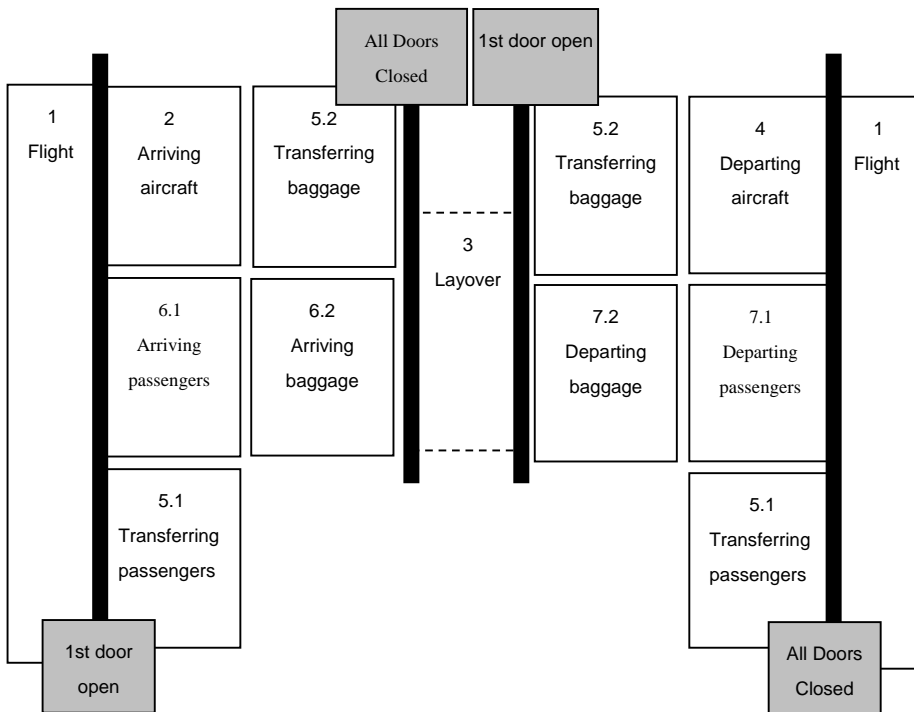 All Doors
Closed
1st door open
1
Flight
2
Arriving
aircraft
5.2
Transferring
baggage
5.2
Transferring
baggage
4
Departing
aircraft
1
Flight
3
Layover
6.1
Arriving
passengers
6.2
Arriving
baggage
7.2
Departing
baggage
7.1
Departing
passengers
5.1
Transferring
passengers
5.1
Transferring
passengers
1st door
open
All Doors
Closed